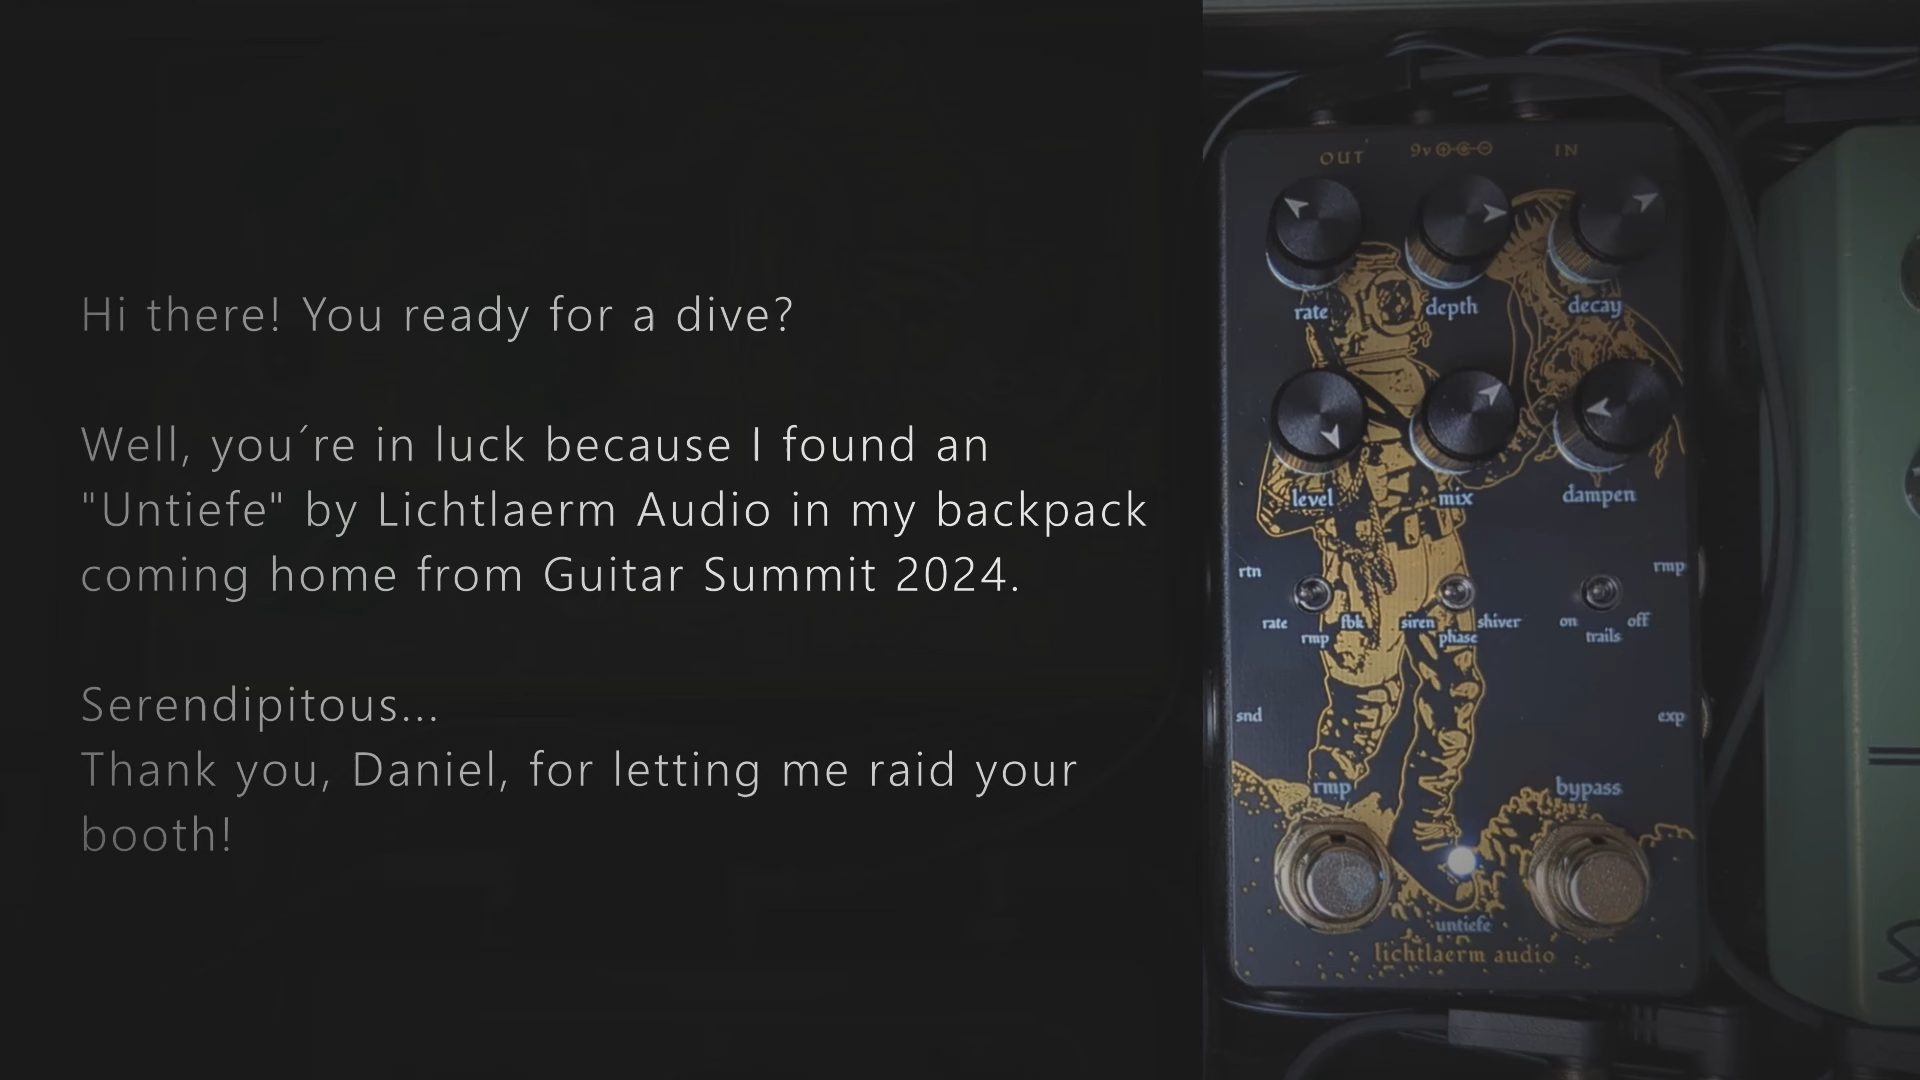 Hi there! You ready for a dive?
Well, you´re in luck because I found an
"Untiefe" by Lichtlaerm Audio in my backpack
coming home from Guitar Summit 2024.
Serendipitous...
Thank you, Daniel, for letting me raid your
booth!
OUT 9v IN
rate depth decay
level mix dampen
rtn rmp
rate fbk siren shiver on off
rmp phase trails
snd exp
rmp bypass
untiefe
lichtlaerm audio